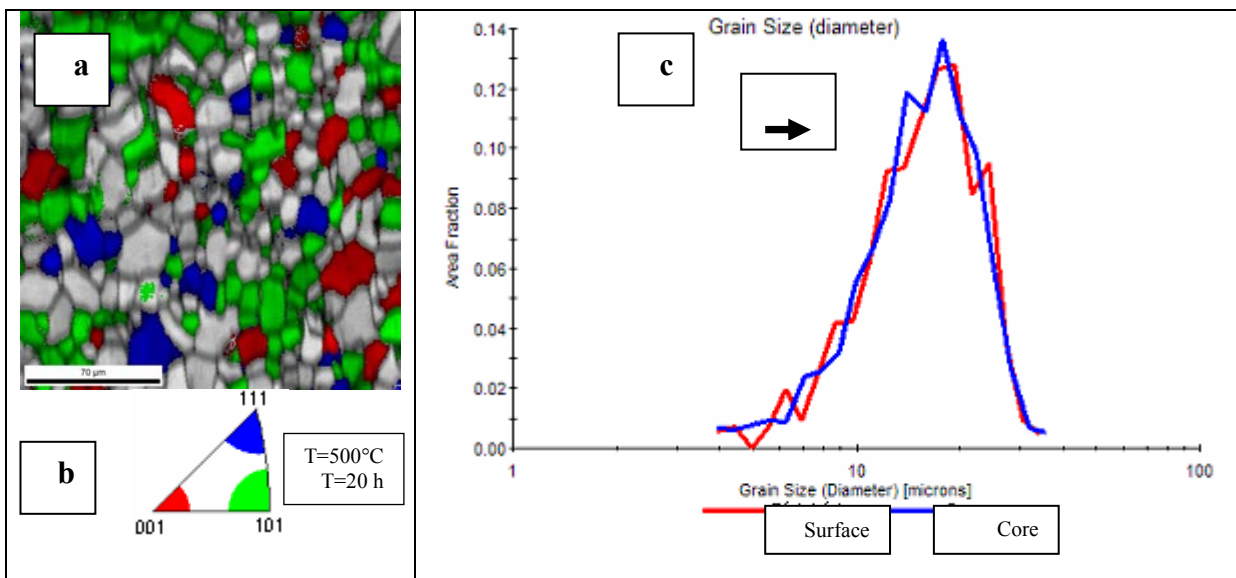 a
70 µm
b
111
001
101
T=500°C
T=20 h
c
Grain Size (diameter)
0.14
0.12
0.10
0.08
0.06
0.04
0.02
0.00
Area Fraction
1
10
100
Grain Size (Diameter) [microns]
Surface
Core